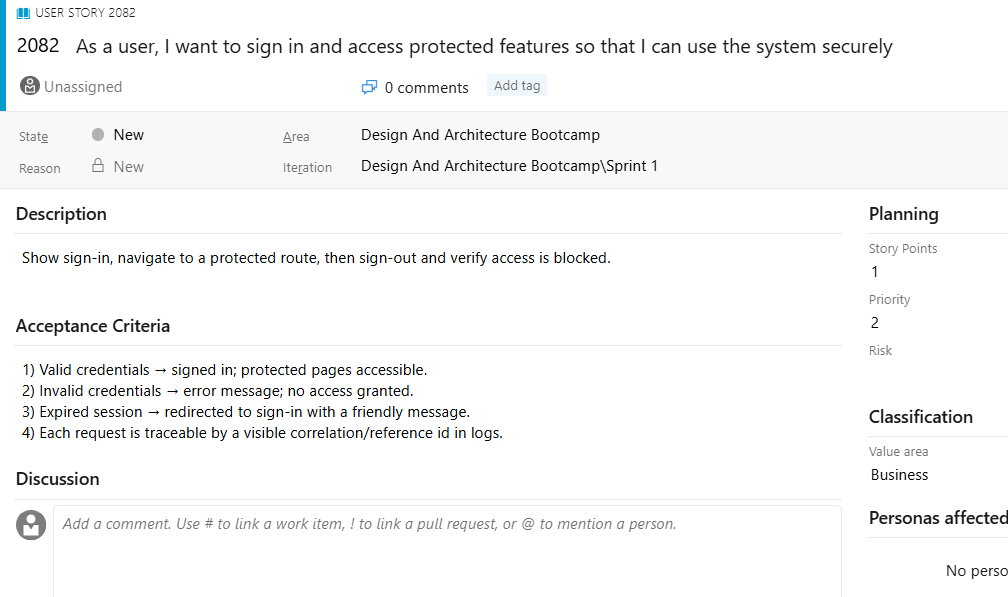 USER STORY 2082
2082 As a user, I want to sign in and access protected features so that I can use the system securely
Unassigned
0 comments
Add tag
State
New
Area
Design And Architecture Bootcamp
Reason
New
Iteration
Design And Architecture Bootcamp\Sprint 1
Description
Show sign-in, navigate to a protected route, then sign-out and verify access is blocked.
Acceptance Criteria
1) Valid credentials → signed in; protected pages accessible.
2) Invalid credentials → error message; no access granted.
3) Expired session → redirected to sign-in with a friendly message.
4) Each request is traceable by a visible correlation/reference id in logs.
Discussion
Add a comment. Use # to link a work item, ! to link a pull request, or @ to mention a person.
Planning
Story Points
1
Priority
2
Risk
Classification
Value area
Business
Personas affected
No perso